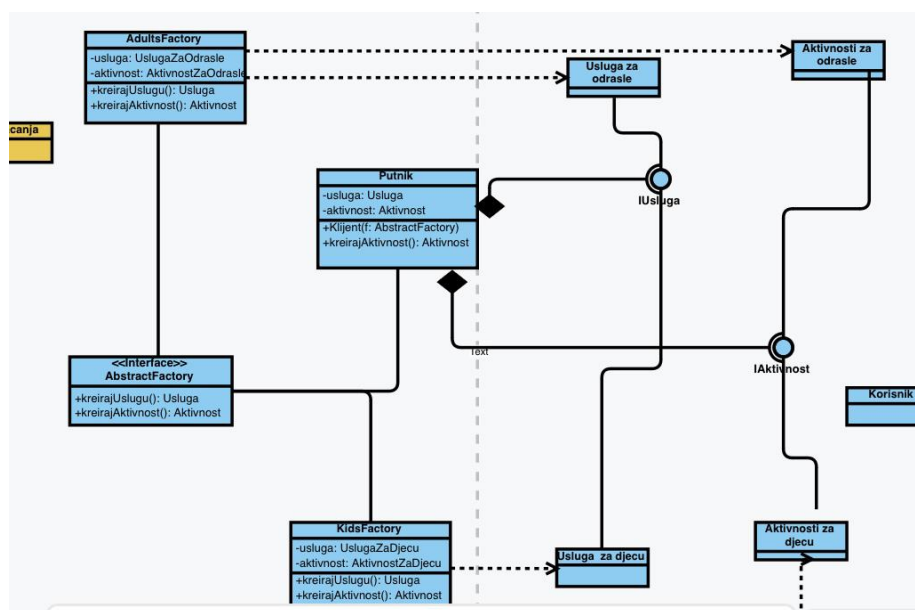 AdultsFactory
-usluga: UslugaZaOdrasle
-aktivnost: AktivnostZaOdrasle
+kreirajUslugu(): Usluga
+kreirajAktivnost(): Aktivnost
Usluga za
odrasle
Aktivnosti za
odrasle
canja
Putnik
-usluga: Usluga
-aktivnost: Aktivnost
+Klijent(f: AbstractFactory)
+kreirajAktivnost(): Aktivnost
IUsluga
Text
IAktivnost
<<Interface>>
AbstractFactory
+kreirajUslugu(): Usluga
+kreirajAktivnost(): Aktivnost
Korisnik
KidsFactory
-usluga: UslugaZaDjecu
-aktivnost: AktivnostZaDjecu
+kreirajUslugu(): Usluga
+kreirajAktivnost(): Aktivnost
Usluga za djecu
Aktivnosti za
djecu